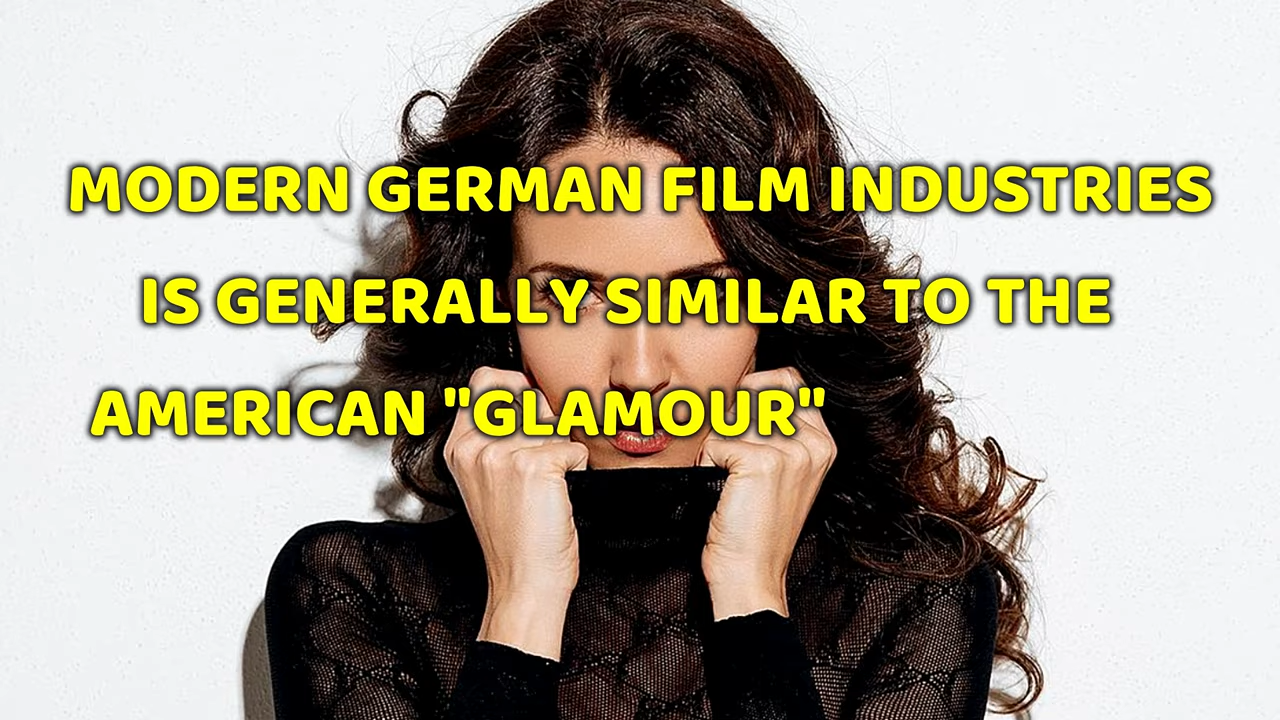 MODERN GERMAN FILM INDUSTRIES
IS GENERALLY SIMILAR TO THE
AMERICAN "GLAMOUR"